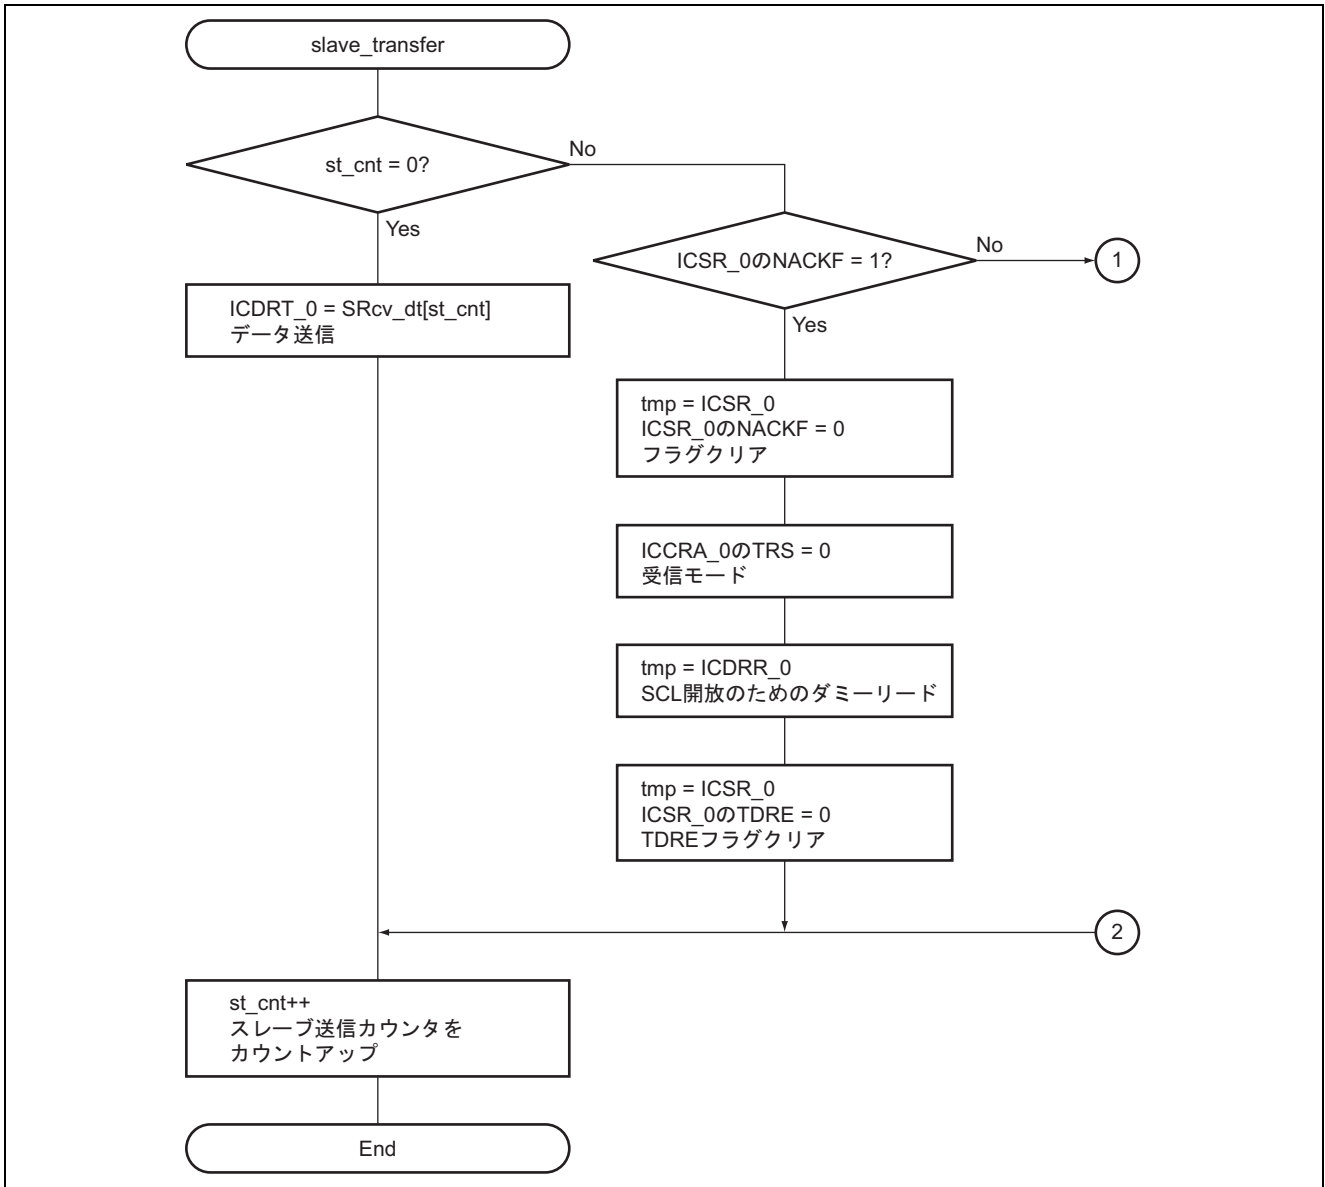 slave_transfer
st_cnt = 0?
No
Yes
ICSR_0のNACKF = 1?
No
1
Yes
ICDRT_0 = SRcv_dt[st_cnt]
データ送信
tmp = ICSR_0
ICSR_0のNACKF = 0
フラグクリア
ICCRA_0のTRS = 0
受信モード
tmp = ICDRR_0
SCL開放のためのダミーリード
tmp = ICSR_0
ICSR_0のTDRE = 0
TDREフラグクリア
2
st_cnt++
スレーブ送信カウンタを
カウントアップ
End